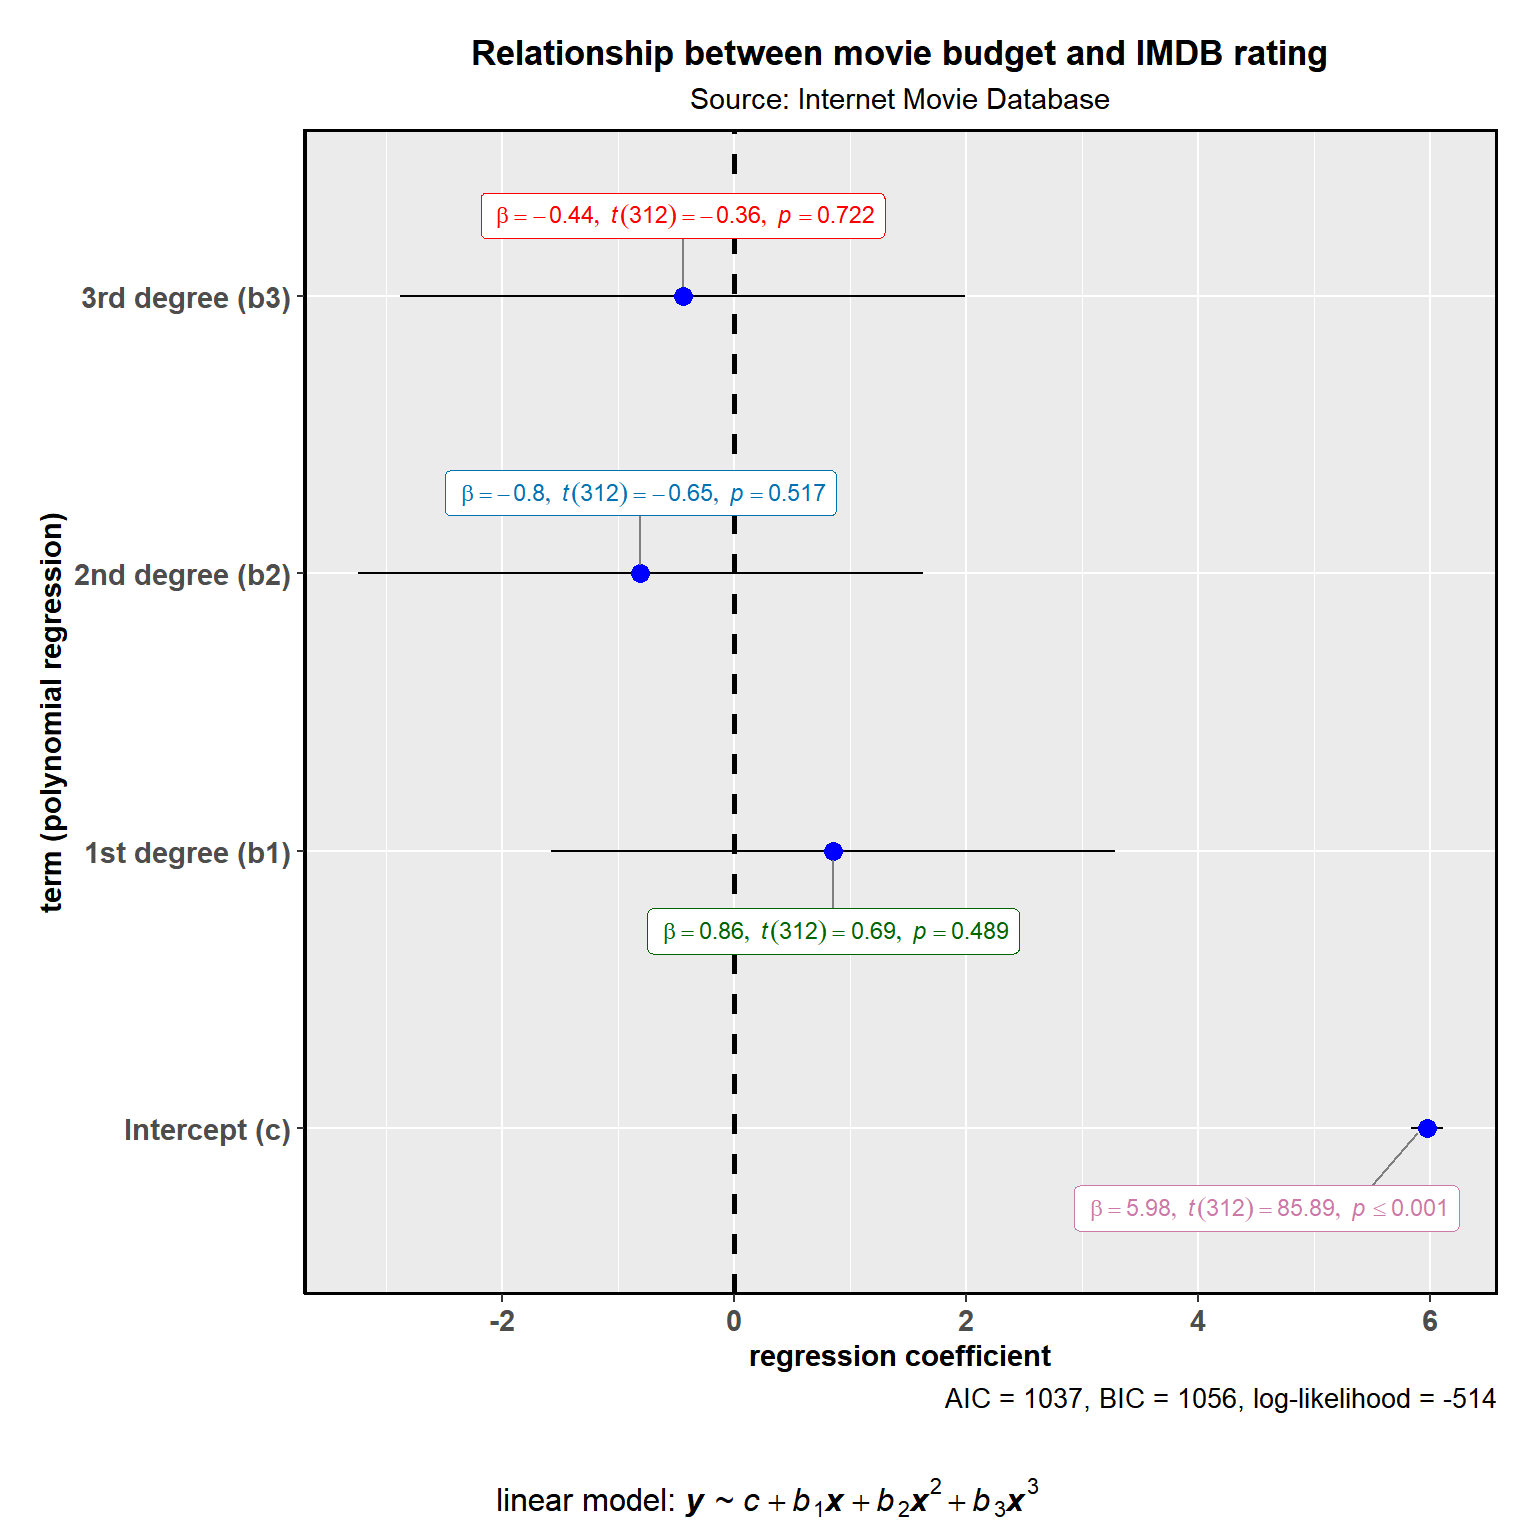 Relationship between movie budget and IMDB rating
Source: Internet Movie Database
term (polynomial regression)
3rd degree (b3)
β = −0.44, t(312) = −0.36, p = 0.722
2nd degree (b2)
β = −0.8, t(312) = −0.65, p = 0.517
1st degree (b1)
β = 0.86, t(312) = 0.69, p = 0.489
Intercept (c)
β = 5.98, t(312) = 85.89, p ≤ 0.001
-2 0 2 4 6
regression coefficient
AIC = 1037, BIC = 1056, log-likelihood = -514
linear model: y ~ c + b₁x + b₂x² + b₃x³